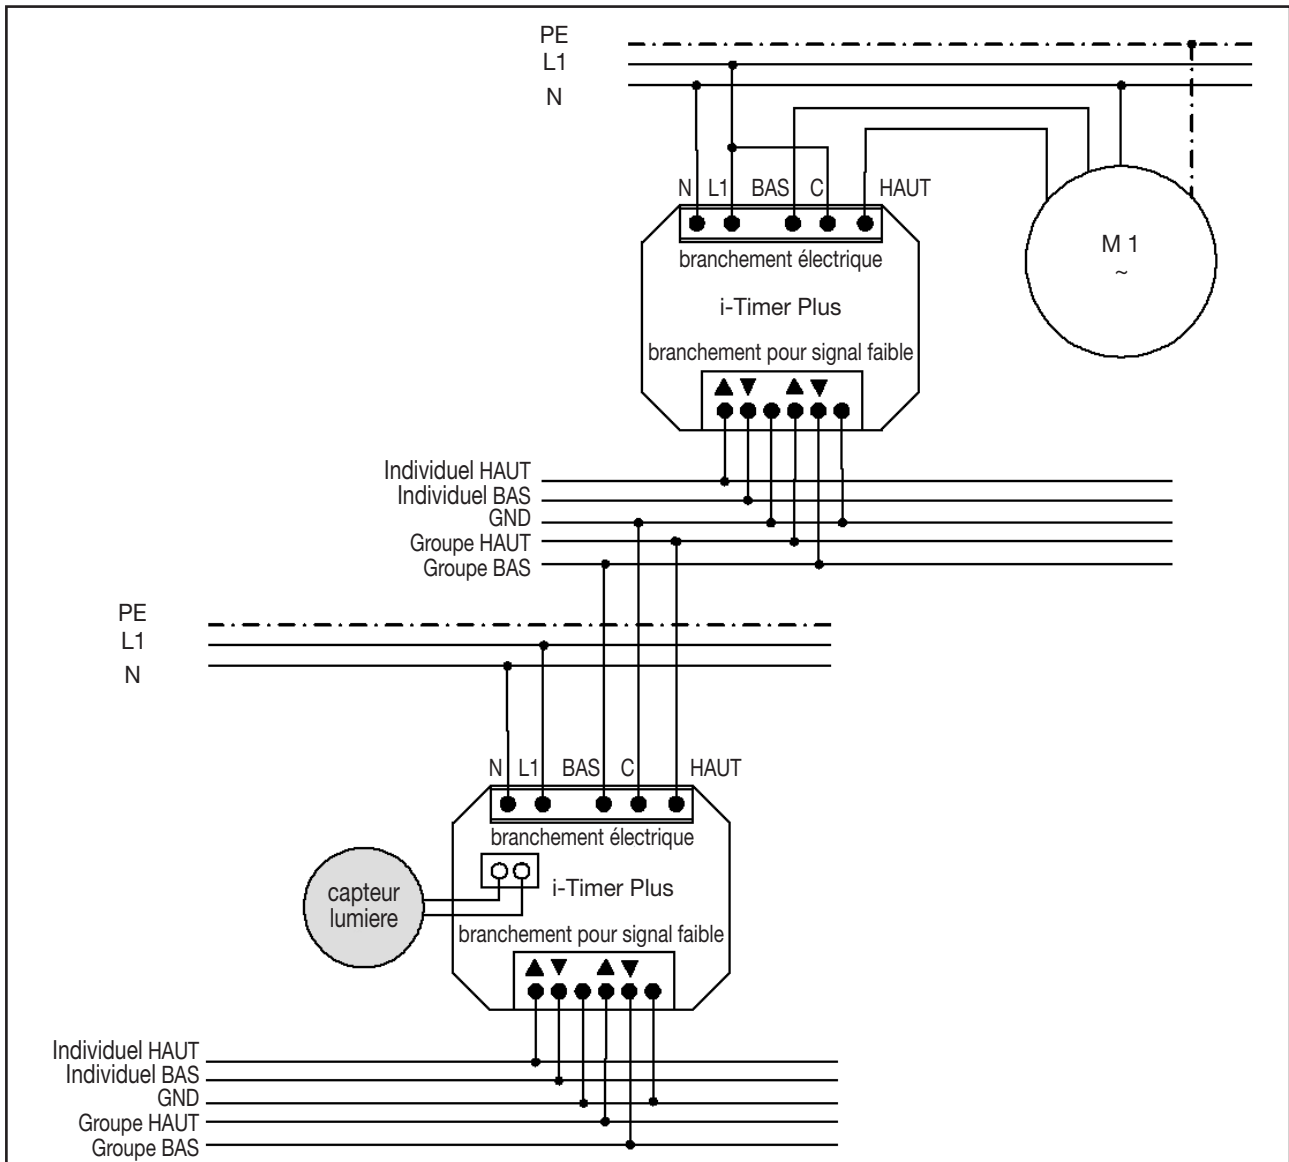 PE
L1
N
N L1 BAS C HAUT
branchement électrique
M 1
~
i-Timer Plus
branchement pour signal faible
Individuel HAUT
Individuel BAS
GND
Groupe HAUT
Groupe BAS
PE
L1
N
N L1 BAS C HAUT
branchement électrique
capteur
lumiere
i-Timer Plus
branchement pour signal faible
Individuel HAUT
Individuel BAS
GND
Groupe HAUT
Groupe BAS